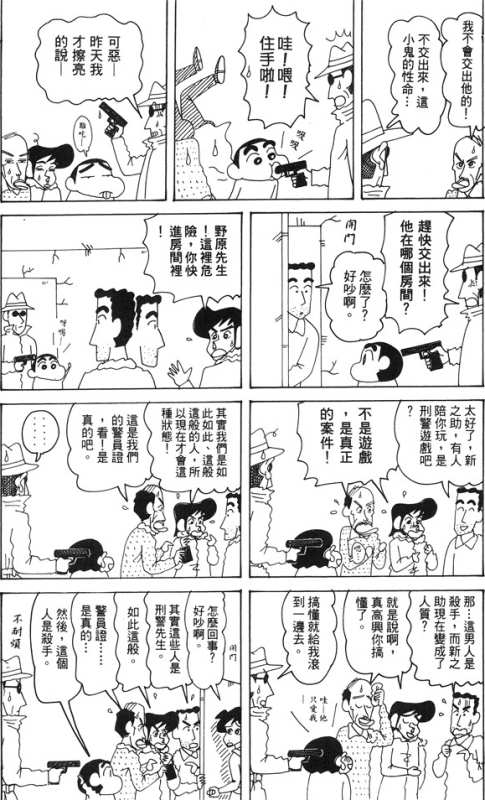 我不會交出他的!
不交出來，這
小鬼的性命…
哇！喂！
住手啦！
嘿嘿
可惡—
昨天我
才擦亮
的說—
趕快交出來！
他在哪個房間？
開門
怎麼了？
好吵啊。
野原先生
！這裡危
險，你快
進房間裡
！
嘿嘿
太好了，新
之助，有人
陪你玩，是
刑警遊戲吧
？
不是遊戲
，是真正
的案件！
其實我們是如
此如此、這般
這般的人，所
以現在才會這
種狀態！
這是我們
的警員證
，看！是
真的吧。
………
那…這男人是
殺手，而新之
助現在變成了
人質？
就是說啊，
真高興你搞
懂了。
搞懂就給我滾
到一邊去。
哇…他
只愛我
開門
怎麼回事？
好吵啊。
其實這些人是
刑警先生。
如此這般。
警員證…
是真的……
然後，這個
人是殺手。
不耐煩